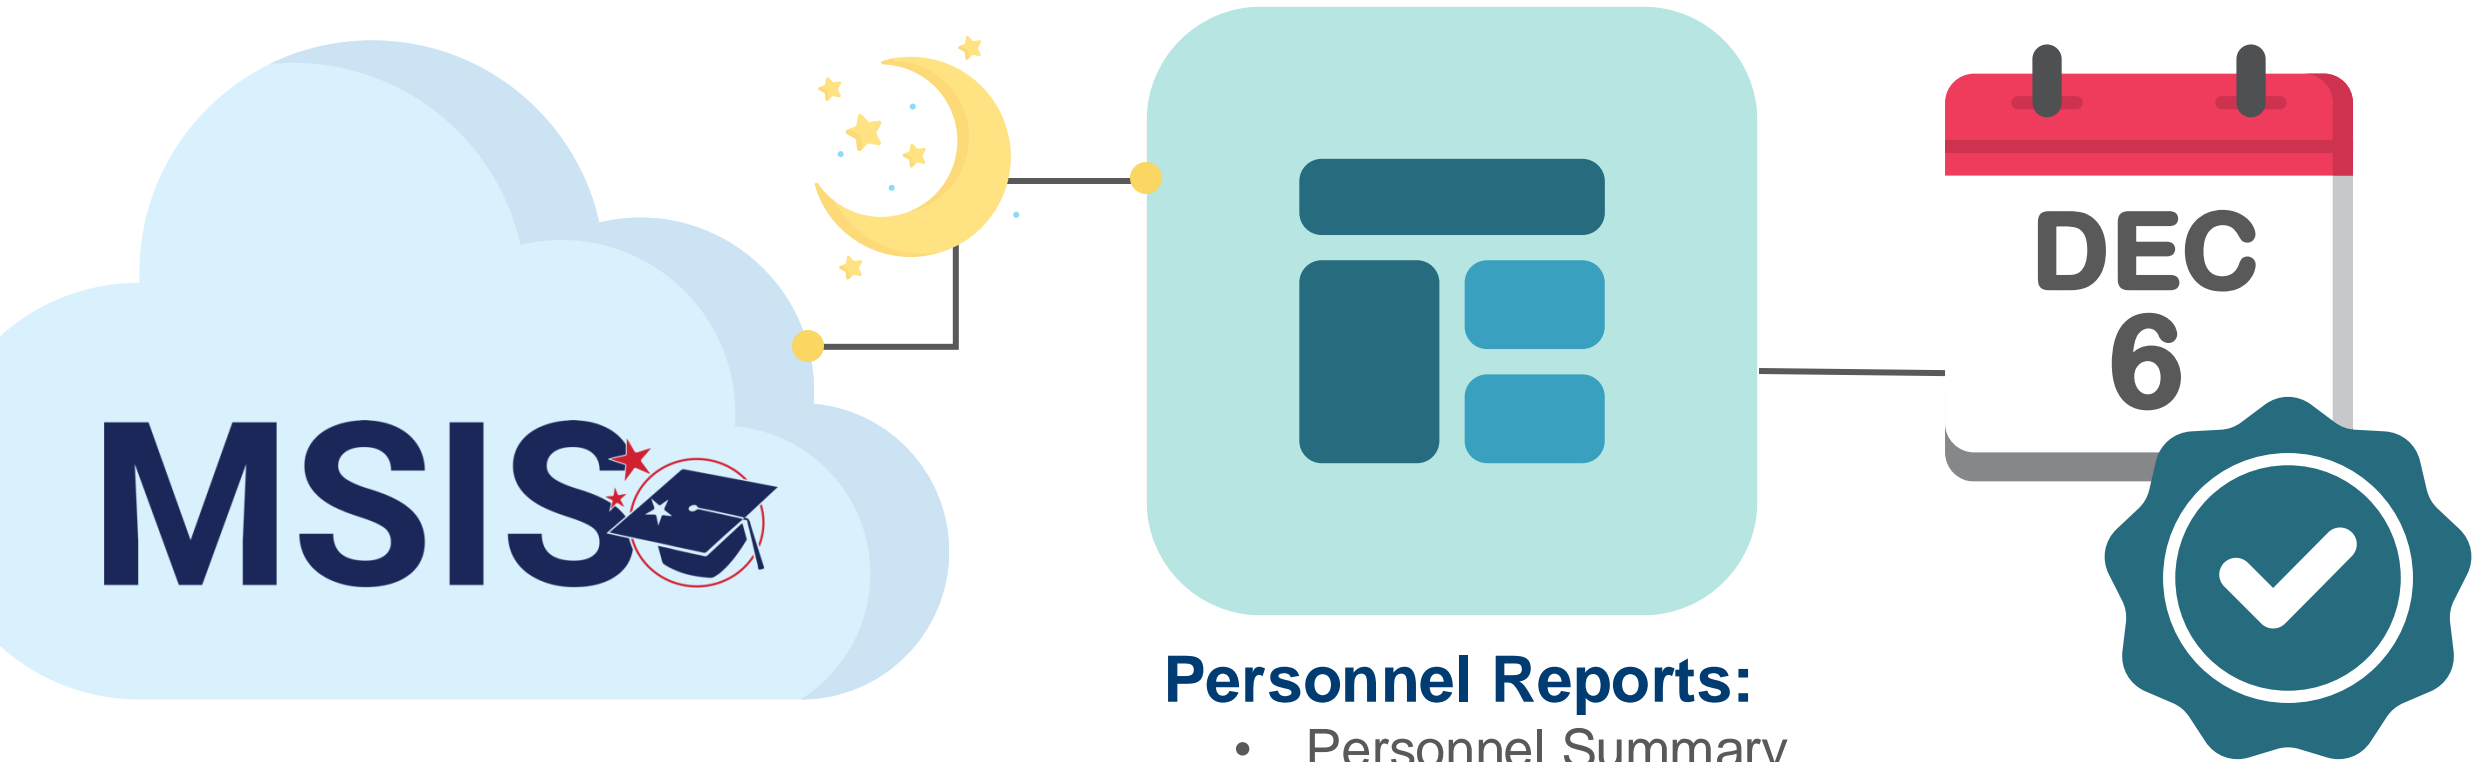 MSIS
DEC
6
Personnel Reports:
• Personnel Summary